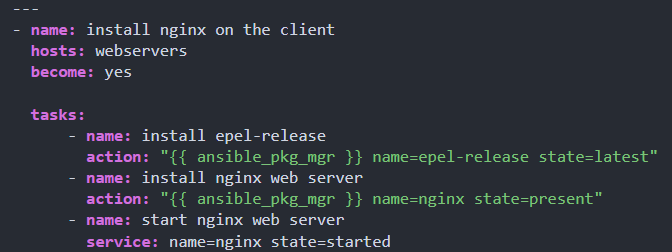 ---
- name: install nginx on the client
  hosts: webservers
  become: yes

  tasks:
      - name: install epel-release
        action: "{{ ansible_pkg_mgr }} name=epel-release state=latest"
      - name: install nginx web server
        action: "{{ ansible_pkg_mgr }} name=nginx state=present"
      - name: start nginx web server
        service: name=nginx state=started